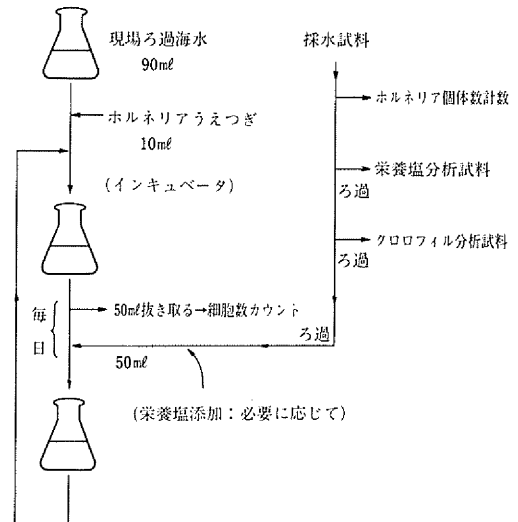 現場ろ過海水
90mℓ
採水試料
ホルネリア個体数計数
ホルネリアうえつぎ
10mℓ
栄養塩分析試料
ろ過
(インキュベータ)
クロロフィル分析試料
ろ過
毎日
50mℓ抜き取る→細胞数カウント
ろ過
50mℓ
(栄養塩添加：必要に応じて)